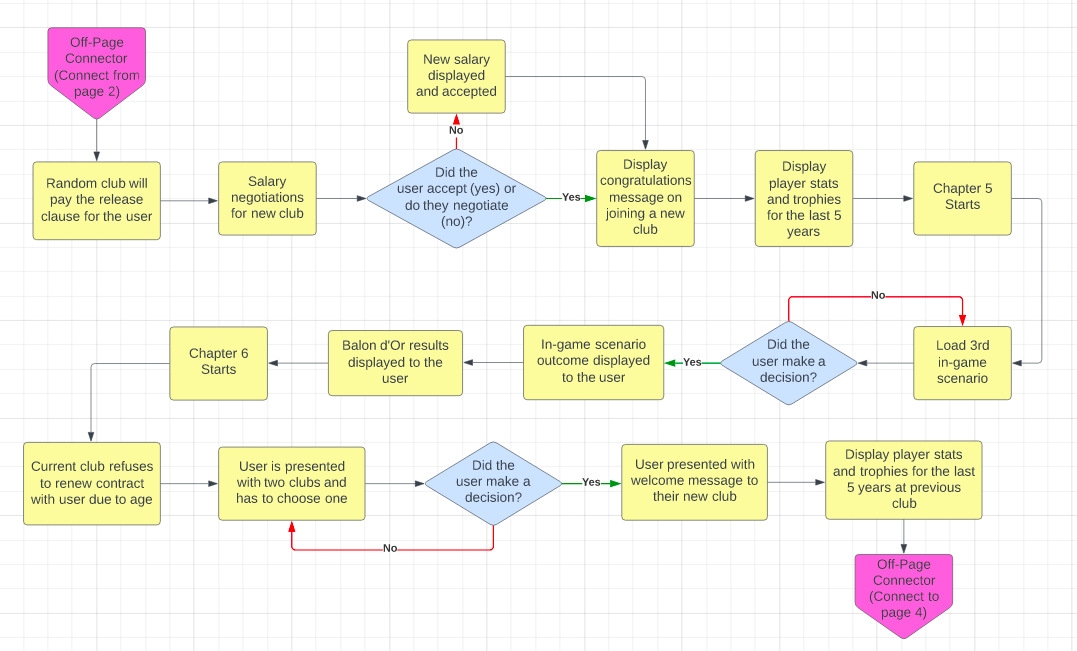 Off-Page
Connector
(Connect from
page 2)
Random club will
pay the release
clause for the user
Salary
negotiations
for new club
Did the
user accept (yes) or
do they negotiate
(no)?
No
New salary
displayed
and accepted
Yes
Display
congratulations
message on
joining a new
club
Display
player stats
and trophies
for the last 5
years
Chapter 5
Starts
Load 3rd
in-game
scenario
Did the
user make a
decision?
No
Yes
In-game scenario
outcome displayed
to the user
Balon d'Or results
displayed to the
user
Chapter 6
Starts
Current club refuses
to renew contract
with user due to age
User is presented
with two clubs and
has to choose one
Did the
user make a
decision?
No
Yes
User presented with
welcome message to
their new club
Display player stats
and trophies for the last
5 years at previous
club
Off-Page
Connector
(Connect to
page 4)